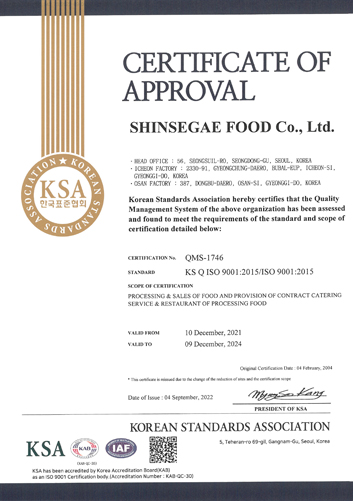 CERTIFICATE OF
APPROVAL
SHINSEGAE FOOD Co., Ltd.
· HEAD OFFICE : 56, SEONGSUIL-RO, SEONGDONG-GU, SEOUL, KOREA
· ICHEON FACTORY : 2330-91, GYEONGCHUNG-DAERO, BUBAL-EUP, ICHEON-SI,
GYEONGGI-DO, KOREA
· OSAN FACTORY : 387, DONGBU-DAERO, OSAN-SI, GYEONGGI-DO, KOREA
KOREAN STANDARDS ASSOCIATION
KSA
한국표준협회
Korean Standards Association hereby certifies that the Quality
Management System of the above organization has been assessed
and found to meet the requirements of the standard and scope of
certification detailed below:
CERTIFICATION No. QMS-1746
STANDARD KS Q ISO 9001:2015/ISO 9001:2015
SCOPE OF CERTIFICATION
PROCESSING & SALES OF FOOD AND PROVISION OF CONTRACT CATERING
SERVICE & RESTAURANT OF PROCESSING FOOD
VALID FROM 10 December, 2021
VALID TO 09 December, 2024
Original Certification Date : 04 February, 2004
* This certificate is reissued due to the change of the reduction of sites and the certification scope
Date of Issue : 04 September, 2022
PRESIDENT OF KSA
KOREAN STANDARDS ASSOCIATION
5, Teheran-ro 69-gil, Gangnam-Gu, Seoul, Korea
KSA
KAB
IAF
KAB-QC-30
KSA has been accredited by Korea Accreditation Board(KAB)
as an ISO 9001 Certification body. (Accreditation Number : KAB-QC-30)